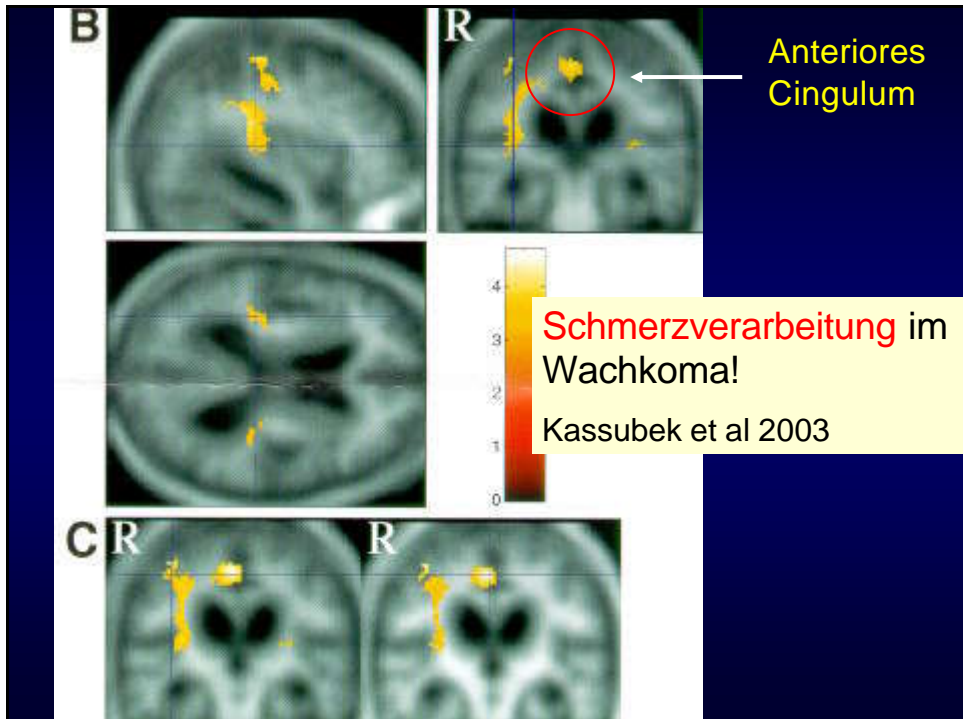 B
R
Anteriores
Cingulum
4
3
2
1
0
Schmerzverarbeitung im
Wachkoma!
Kassubek et al 2003
C
R
R